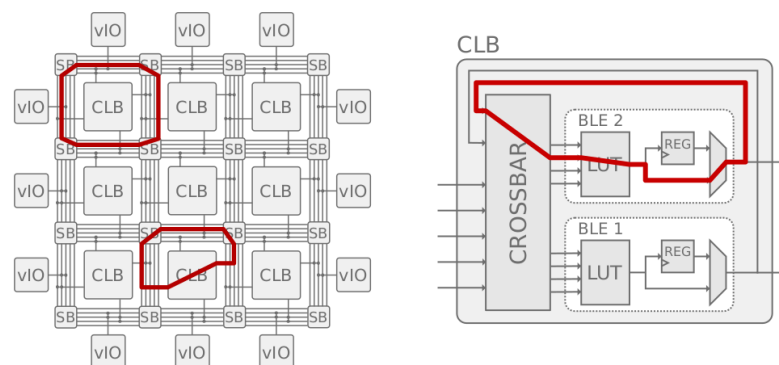 vIO vIO vIO
SB SB SB SB
vIO CLB CLB CLB vIO
SB SB SB SB
vIO CLB CLB CLB vIO
SB SB SB SB
vIO CLB CLB CLB vIO
SB SB SB SB
vIO vIO vIO
CLB
CROSSBAR
BLE 2
LUT
REG
BLE 1
LUT
REG